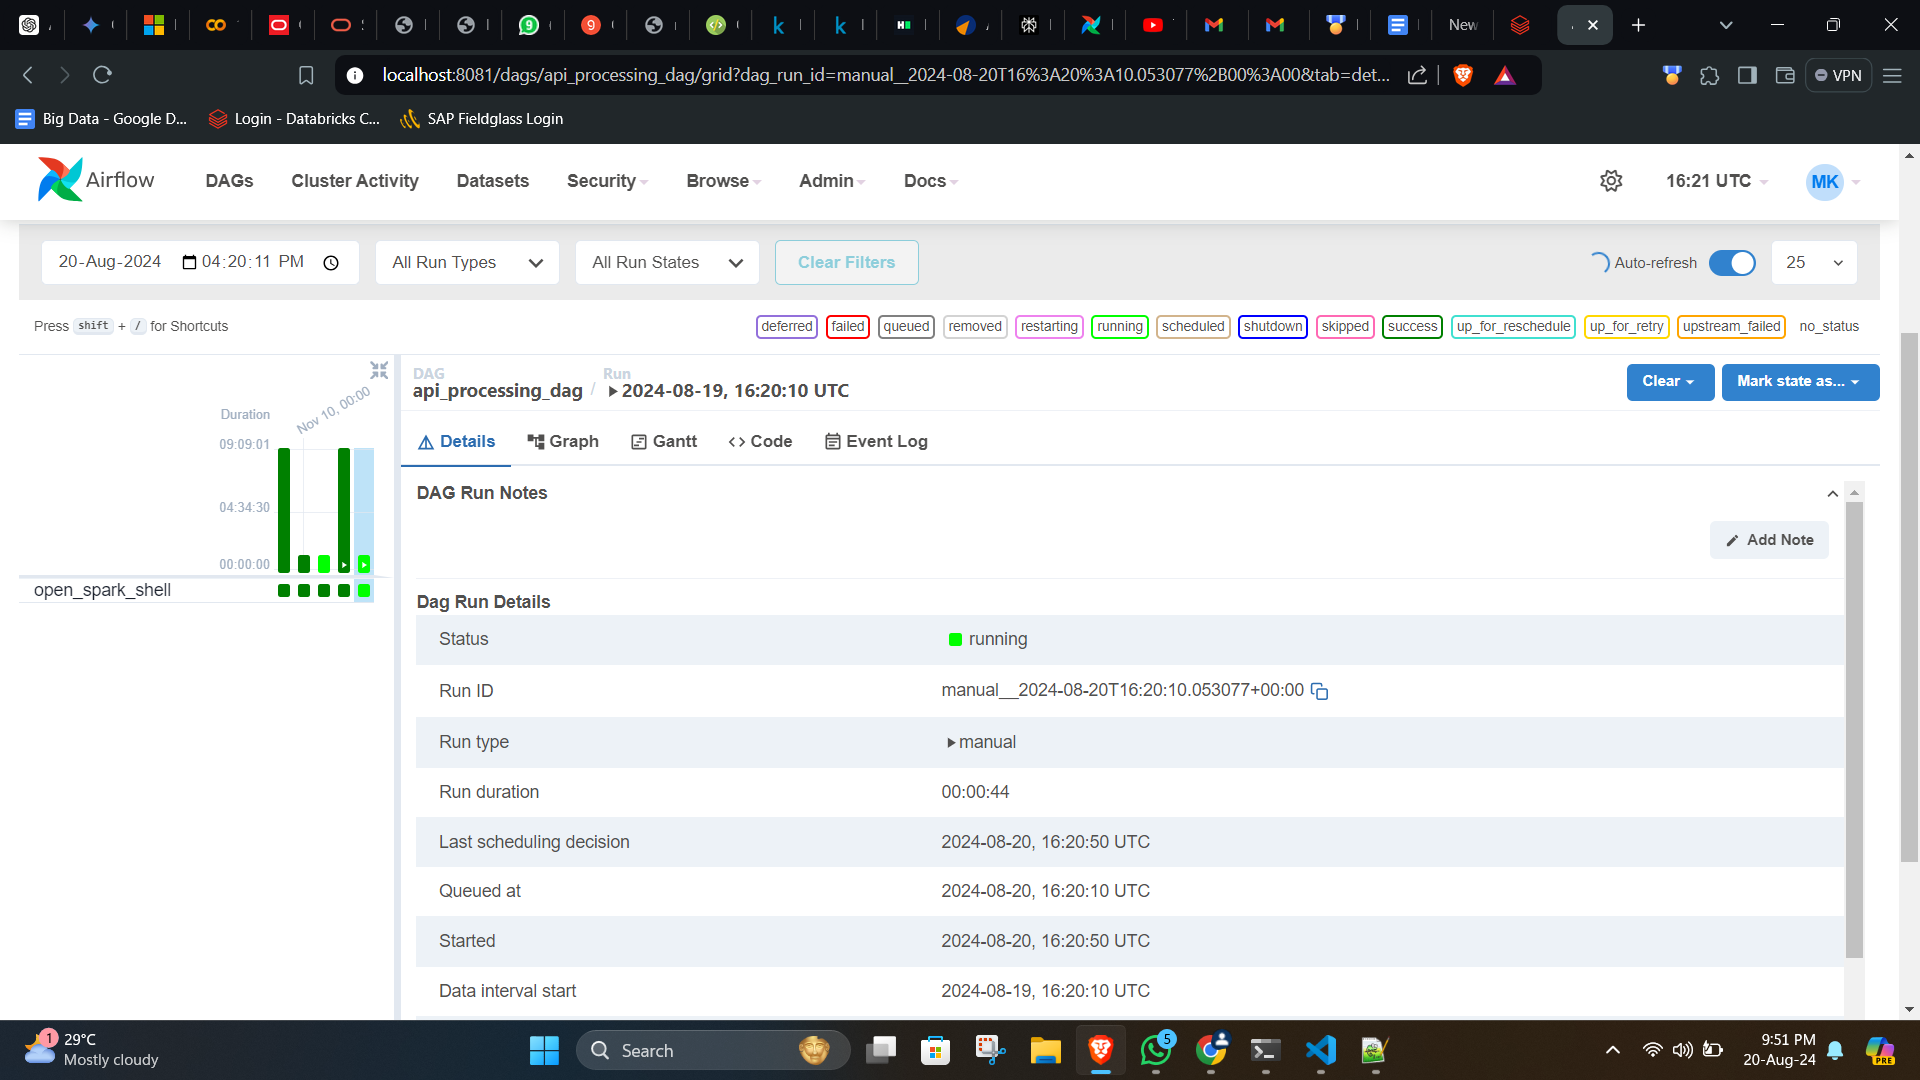 New
localhost:8081/dags/api_processing_dag/grid?dag_run_id=manual__2024-08-20T16%3A20%3A10.053077%2B00%3A00&tab=det...
VPN
Big Data - Google D...
Login - Databricks C...
SAP Fieldglass Login
Airflow
DAGs
Cluster Activity
Datasets
Security
Browse
Admin
Docs
16:21 UTC
MK
20-Aug-2024 04:20:11 PM
All Run Types
All Run States
Clear Filters
Auto-refresh
25
Press shift + / for Shortcuts
deferred failed queued removed restarting running scheduled shutdown skipped success up_for_reschedule up_for_retry upstream_failed no_status
Duration
Nov 10, 00:00
09:09:01
04:34:30
00:00:00
open_spark_shell
DAG
api_processing_dag
/
Run
2024-08-19, 16:20:10 UTC
Clear
Mark state as...
Details
Graph
Gantt
Code
Event Log
DAG Run Notes
Add Note
Dag Run Details
Status running
Run ID manual__2024-08-20T16:20:10.053077+00:00
Run type manual
Run duration 00:00:44
Last scheduling decision 2024-08-20, 16:20:50 UTC
Queued at 2024-08-20, 16:20:10 UTC
Started 2024-08-20, 16:20:50 UTC
Data interval start 2024-08-19, 16:20:10 UTC
1
29°C
Mostly cloudy
Search
5
PRE
9:51 PM
20-Aug-24